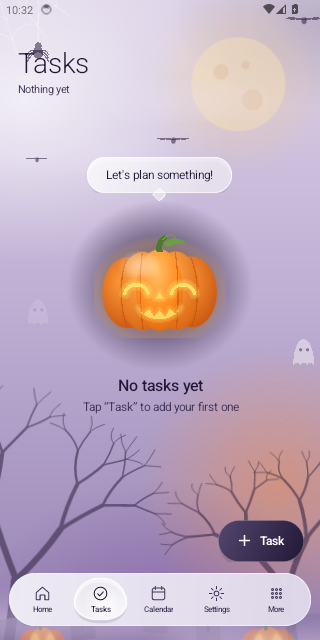 10:32
Tasks
Nothing yet
Let's plan something!
No tasks yet
Tap “Task” to add your first one
+ Task
Home
Tasks
Calendar
Settings
More